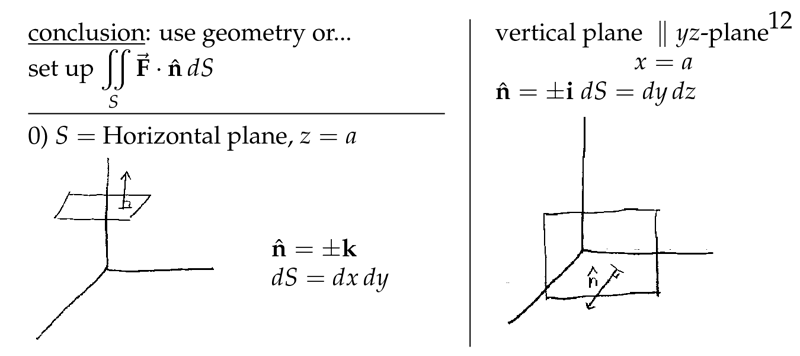 conclusion: use geometry or...
set up ∬_S F⃗ · n̂ dS
0) S = Horizontal plane, z = a
n̂ = ±k
dS = dx dy
vertical plane ∥ yz-plane
12
x = a
n̂ = ±i dS = dy dz
n̂